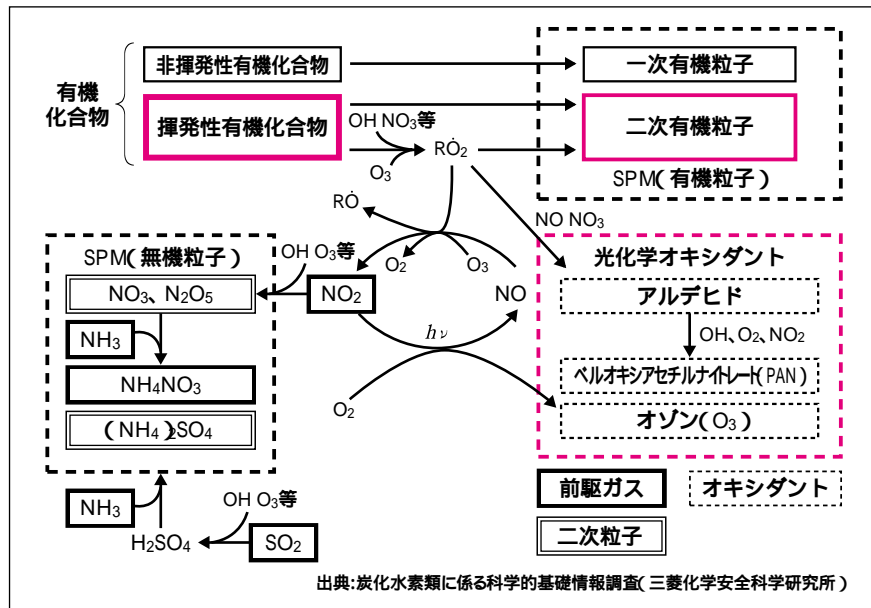 有機
化合物
非揮発性有機化合物
揮発性有機化合物
OH NO₃等
O₃
RȮ₂
一次有機粒子
二次有機粒子
SPM(有機粒子)
RȮ
NO NO₃
O₂
O₃
SPM(無機粒子)
OH O₃等
NO₃、N₂O₅
NO₂
NO
NH₃
NH₄NO₃
(NH₄)₂SO₄
hν
O₂
光化学オキシダント
アルデヒド
OH、O₂、NO₂
ペルオキシアセチルナイトレート(PAN)
オゾン(O₃)
NH₃
OH O₃等
H₂SO₄
SO₂
前駆ガス
オキシダント
二次粒子
出典:炭化水素類に係る科学的基礎情報調査(三菱化学安全科学研究所)